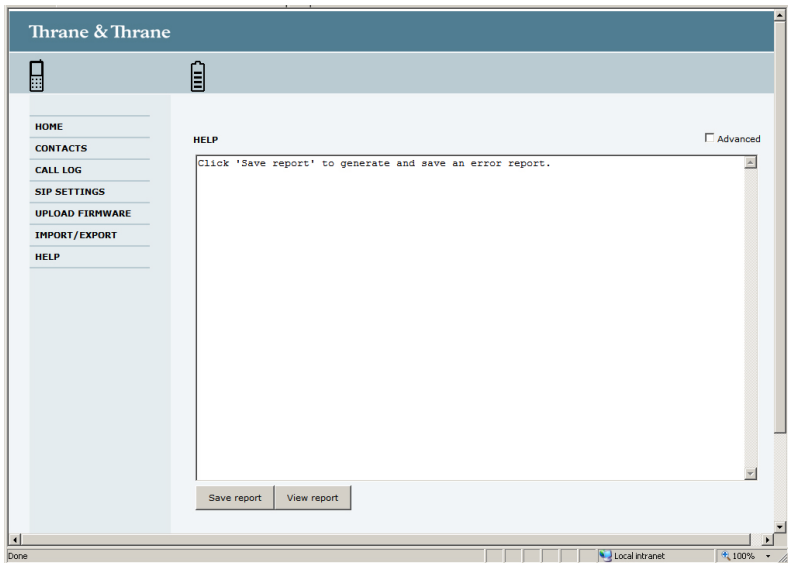 Thrane & Thrane
HOME
CONTACTS
CALL LOG
SIP SETTINGS
UPLOAD FIRMWARE
IMPORT/EXPORT
HELP
HELP
Advanced
Click 'Save report' to generate and save an error report.
Save report
View report
Done
Local intranet
100%